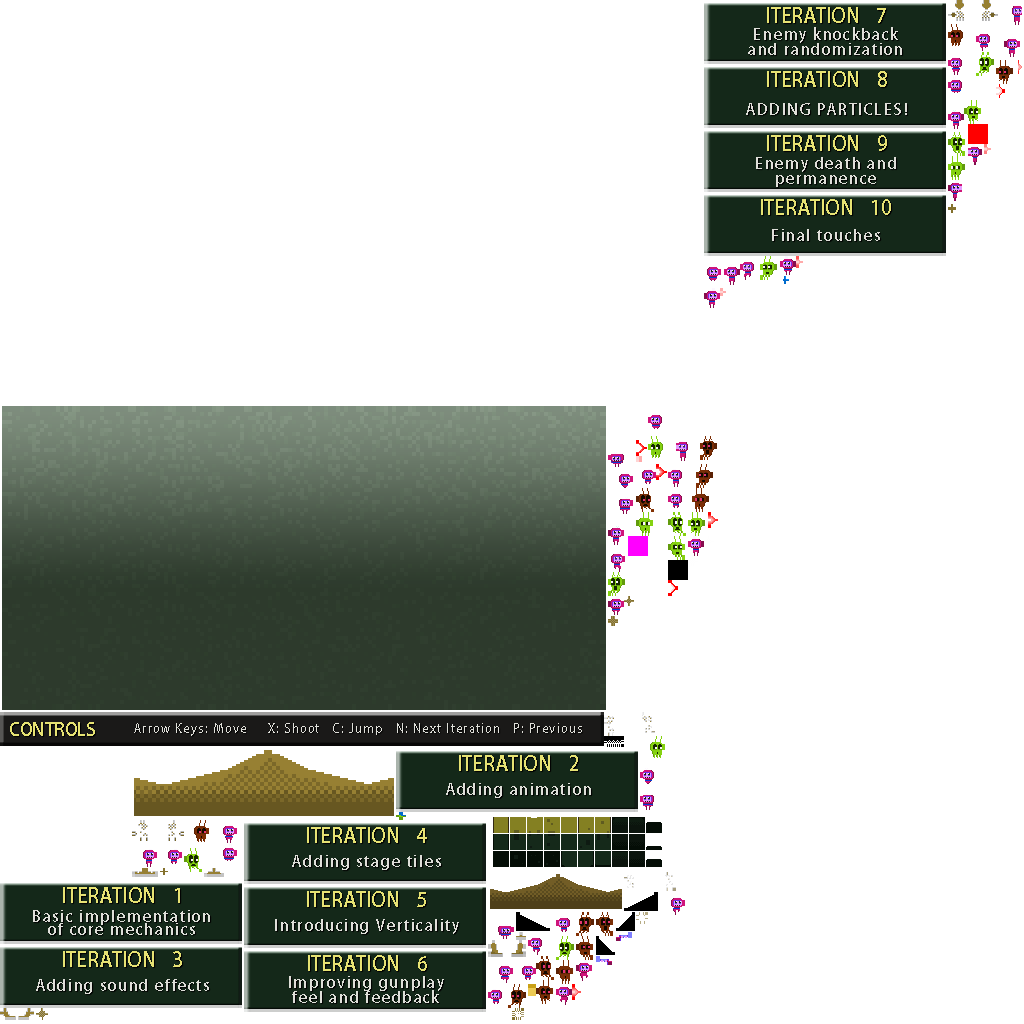 ITERATION 7
Enemy knockback
and randomization
ITERATION 8
ADDING PARTICLES!
ITERATION 9
Enemy death and
permanence
ITERATION 10
Final touches
CONTROLS Arrow Keys: Move X: Shoot C: Jump N: Next Iteration P: Previous
ITERATION 2
Adding animation
ITERATION 4
Adding stage tiles
ITERATION 1
Basic implementation
of core mechanics
ITERATION 5
Introducing Verticality
ITERATION 3
Adding sound effects
ITERATION 6
Improving gunplay
feel and feedback